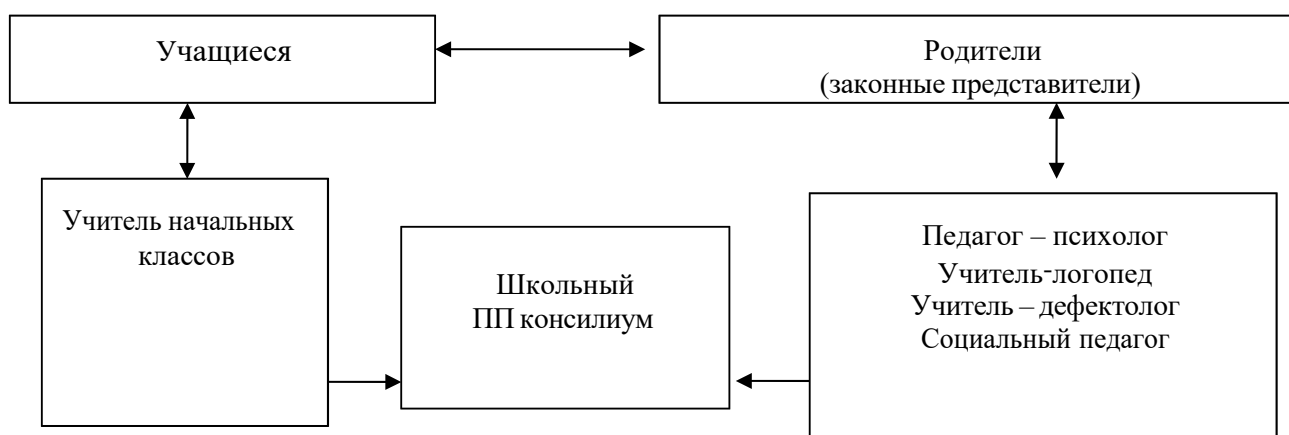 Учащиеся
Родители
(законные представители)
Учитель начальных
классов
Школьный
ПП консилиум
Педагог – психолог
Учитель-логопед
Учитель – дефектолог
Социальный педагог